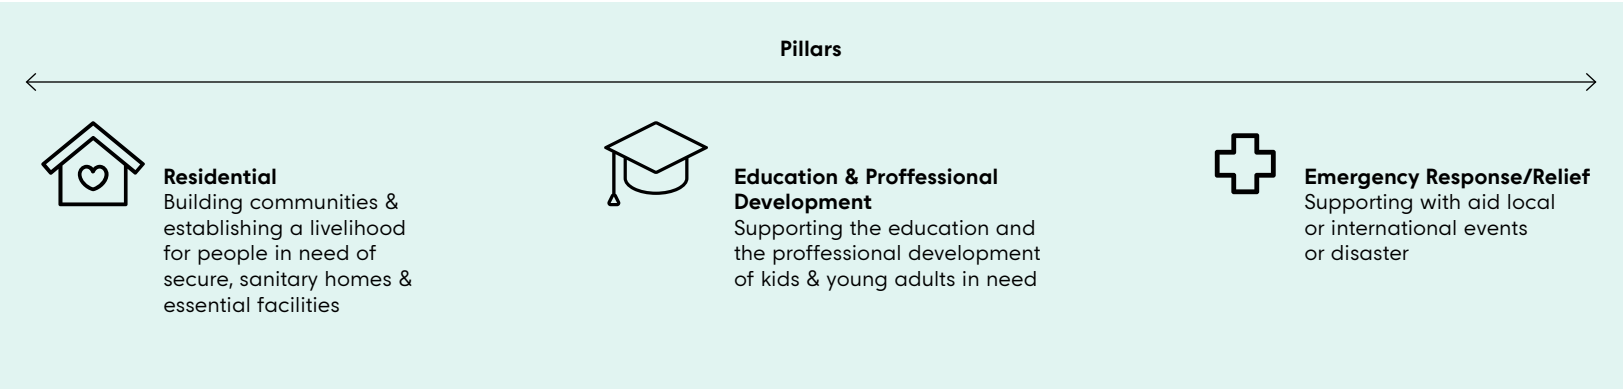 Pillars
Residential
Building communities &
establishing a livelihood
for people in need of
secure, sanitary homes &
essential facilities
Education & Proffessional
Development
Supporting the education and
the proffessional development
of kids & young adults in need
Emergency Response/Relief
Supporting with aid local
or international events
or disaster